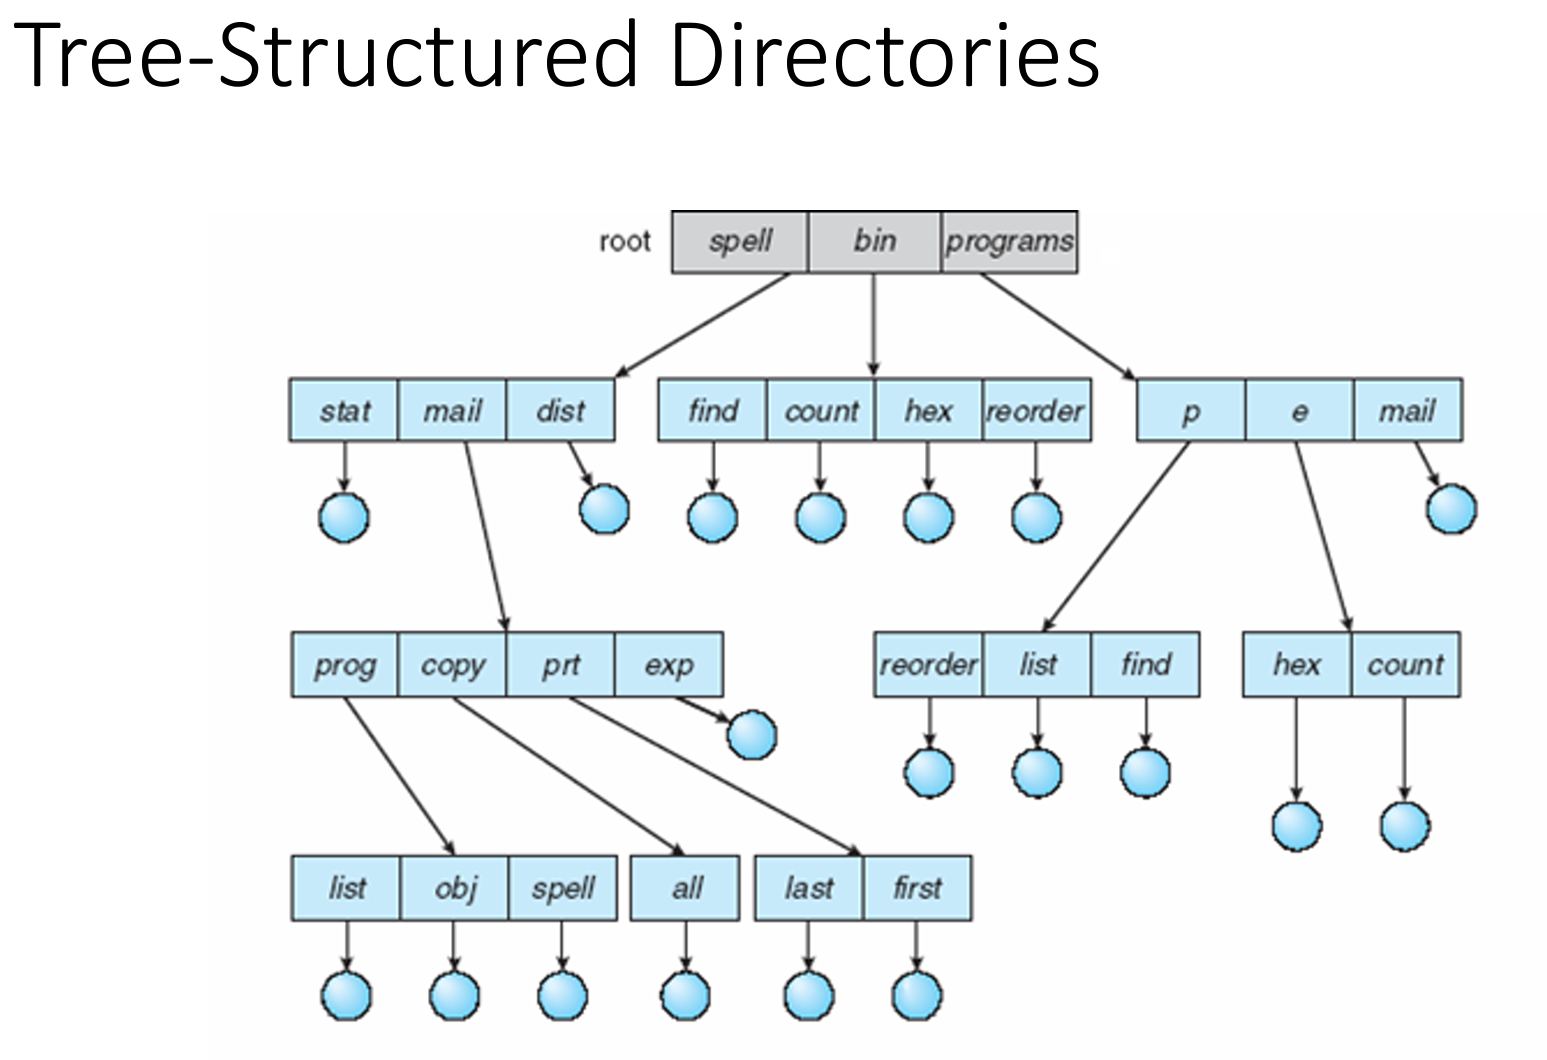 Tree-Structured Directories
root spell bin programs
stat mail dist find count hex reorder p e mail
prog copy prt exp reorder list find hex count
list obj spell all last first